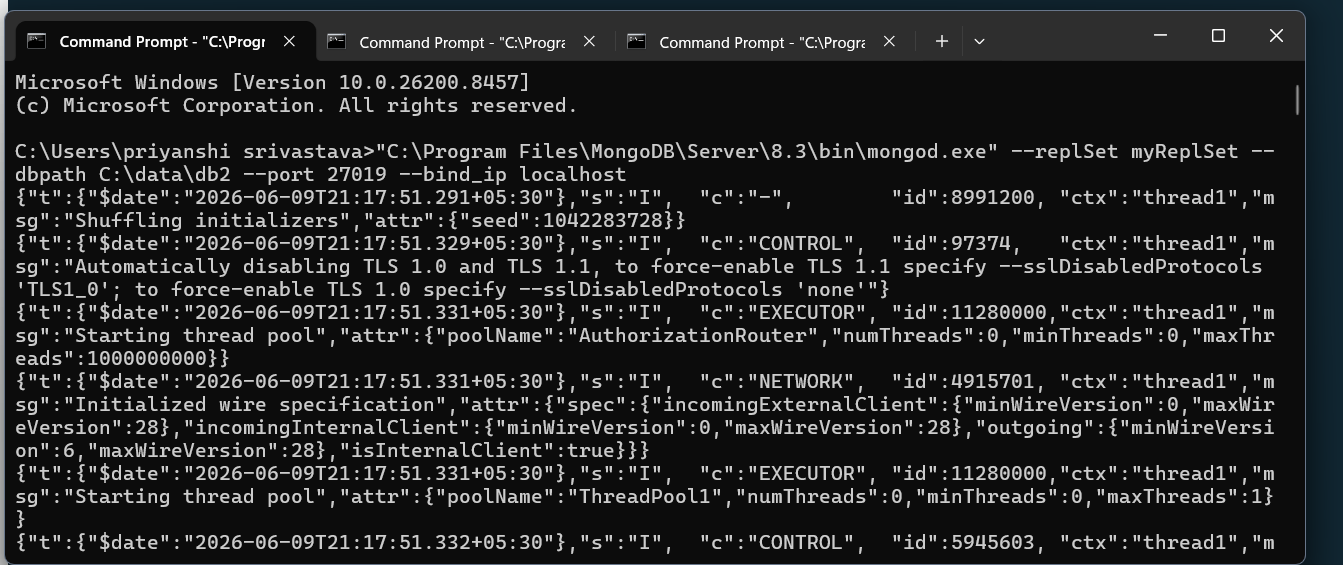 Command Prompt - "C:\Progr
Command Prompt - "C:\Progra
Command Prompt - "C:\Progra
Microsoft Windows [Version 10.0.26200.8457]
(c) Microsoft Corporation. All rights reserved.
C:\Users\priyanshi srivastava>"C:\Program Files\MongoDB\Server\8.3\bin\mongod.exe" --replSet myReplSet --
dbpath C:\data\db2 --port 27019 --bind_ip localhost
{"t":{"$date":"2026-06-09T21:17:51.291+05:30"},"s":"I",  "c":"-",        "id":8991200, "ctx":"thread1","m
sg":"Shuffling initializers","attr":{"seed":1042283728}}
{"t":{"$date":"2026-06-09T21:17:51.329+05:30"},"s":"I",  "c":"CONTROL",  "id":97374,   "ctx":"thread1","m
sg":"Automatically disabling TLS 1.0 and TLS 1.1, to force-enable TLS 1.1 specify --sslDisabledProtocols
'TLS1_0'; to force-enable TLS 1.0 specify --sslDisabledProtocols 'none'"}
{"t":{"$date":"2026-06-09T21:17:51.331+05:30"},"s":"I",  "c":"EXECUTOR", "id":11280000,"ctx":"thread1","m
sg":"Starting thread pool","attr":{"poolName":"AuthorizationRouter","numThreads":0,"minThreads":0,"maxThr
eads":1000000000}}
{"t":{"$date":"2026-06-09T21:17:51.331+05:30"},"s":"I",  "c":"NETWORK",  "id":4915701, "ctx":"thread1","m
sg":"Initialized wire specification","attr":{"spec":{"incomingExternalClient":{"minWireVersion":0,"maxWir
eVersion":28},"incomingInternalClient":{"minWireVersion":0,"maxWireVersion":28},"outgoing":{"minWireVersi
on":6,"maxWireVersion":28},"isInternalClient":true}}}
{"t":{"$date":"2026-06-09T21:17:51.331+05:30"},"s":"I",  "c":"EXECUTOR", "id":11280000,"ctx":"thread1","m
sg":"Starting thread pool","attr":{"poolName":"ThreadPool1","numThreads":0,"minThreads":0,"maxThreads":1}
}
{"t":{"$date":"2026-06-09T21:17:51.332+05:30"},"s":"I",  "c":"CONTROL",  "id":5945603, "ctx":"thread1","m